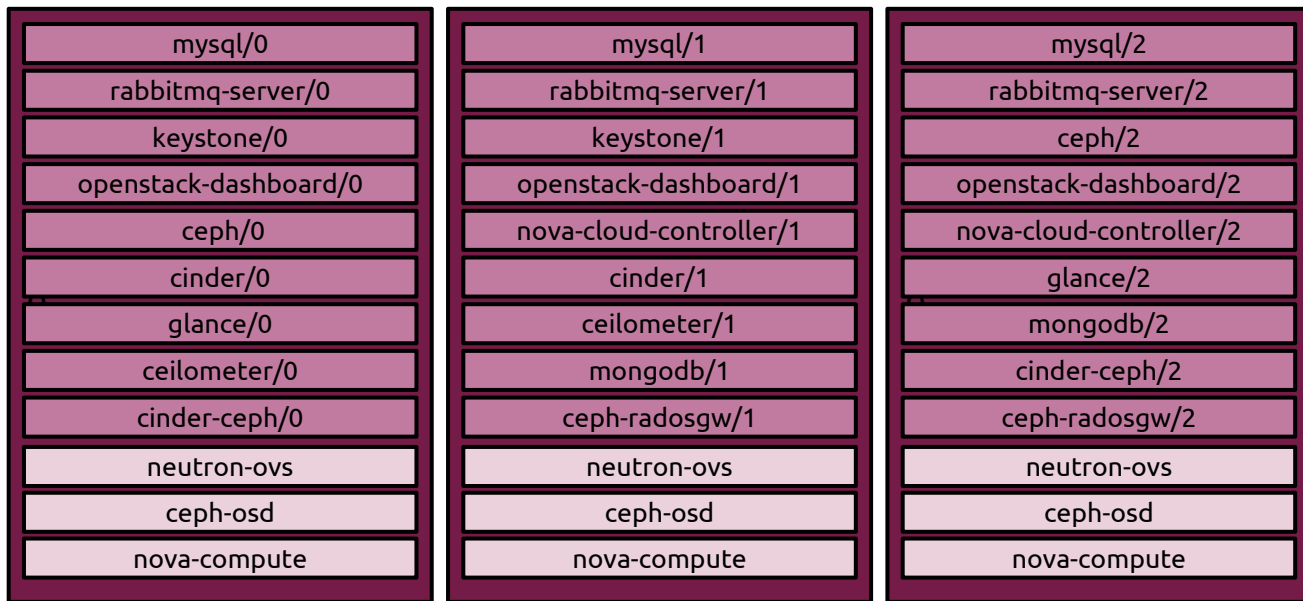 mysql/0
rabbitmq-server/0
keystone/0
openstack-dashboard/0
ceph/0
cinder/0
glance/0
ceilometer/0
cinder-ceph/0
neutron-ovs
ceph-osd
nova-compute
mysql/1
rabbitmq-server/1
keystone/1
openstack-dashboard/1
nova-cloud-controller/1
cinder/1
ceilometer/1
mongodb/1
ceph-radosgw/1
neutron-ovs
ceph-osd
nova-compute
mysql/2
rabbitmq-server/2
ceph/2
openstack-dashboard/2
nova-cloud-controller/2
glance/2
mongodb/2
cinder-ceph/2
ceph-radosgw/2
neutron-ovs
ceph-osd
nova-compute